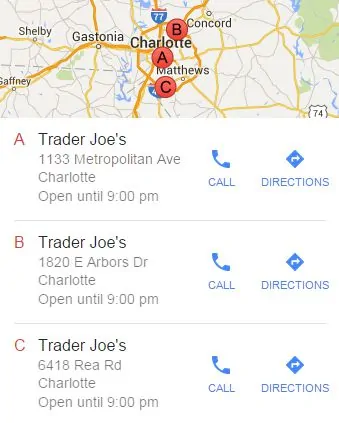 77
Shelby
Concord
B
Gastonia
Charlotte
A
Matthews
Gaffney
C
74
A Trader Joe's
1133 Metropolitan Ave
Charlotte
Open until 9:00 pm
CALL DIRECTIONS
B Trader Joe's
1820 E Arbors Dr
Charlotte
Open until 9:00 pm
CALL DIRECTIONS
C Trader Joe's
6418 Rea Rd
Charlotte
Open until 9:00 pm
CALL DIRECTIONS